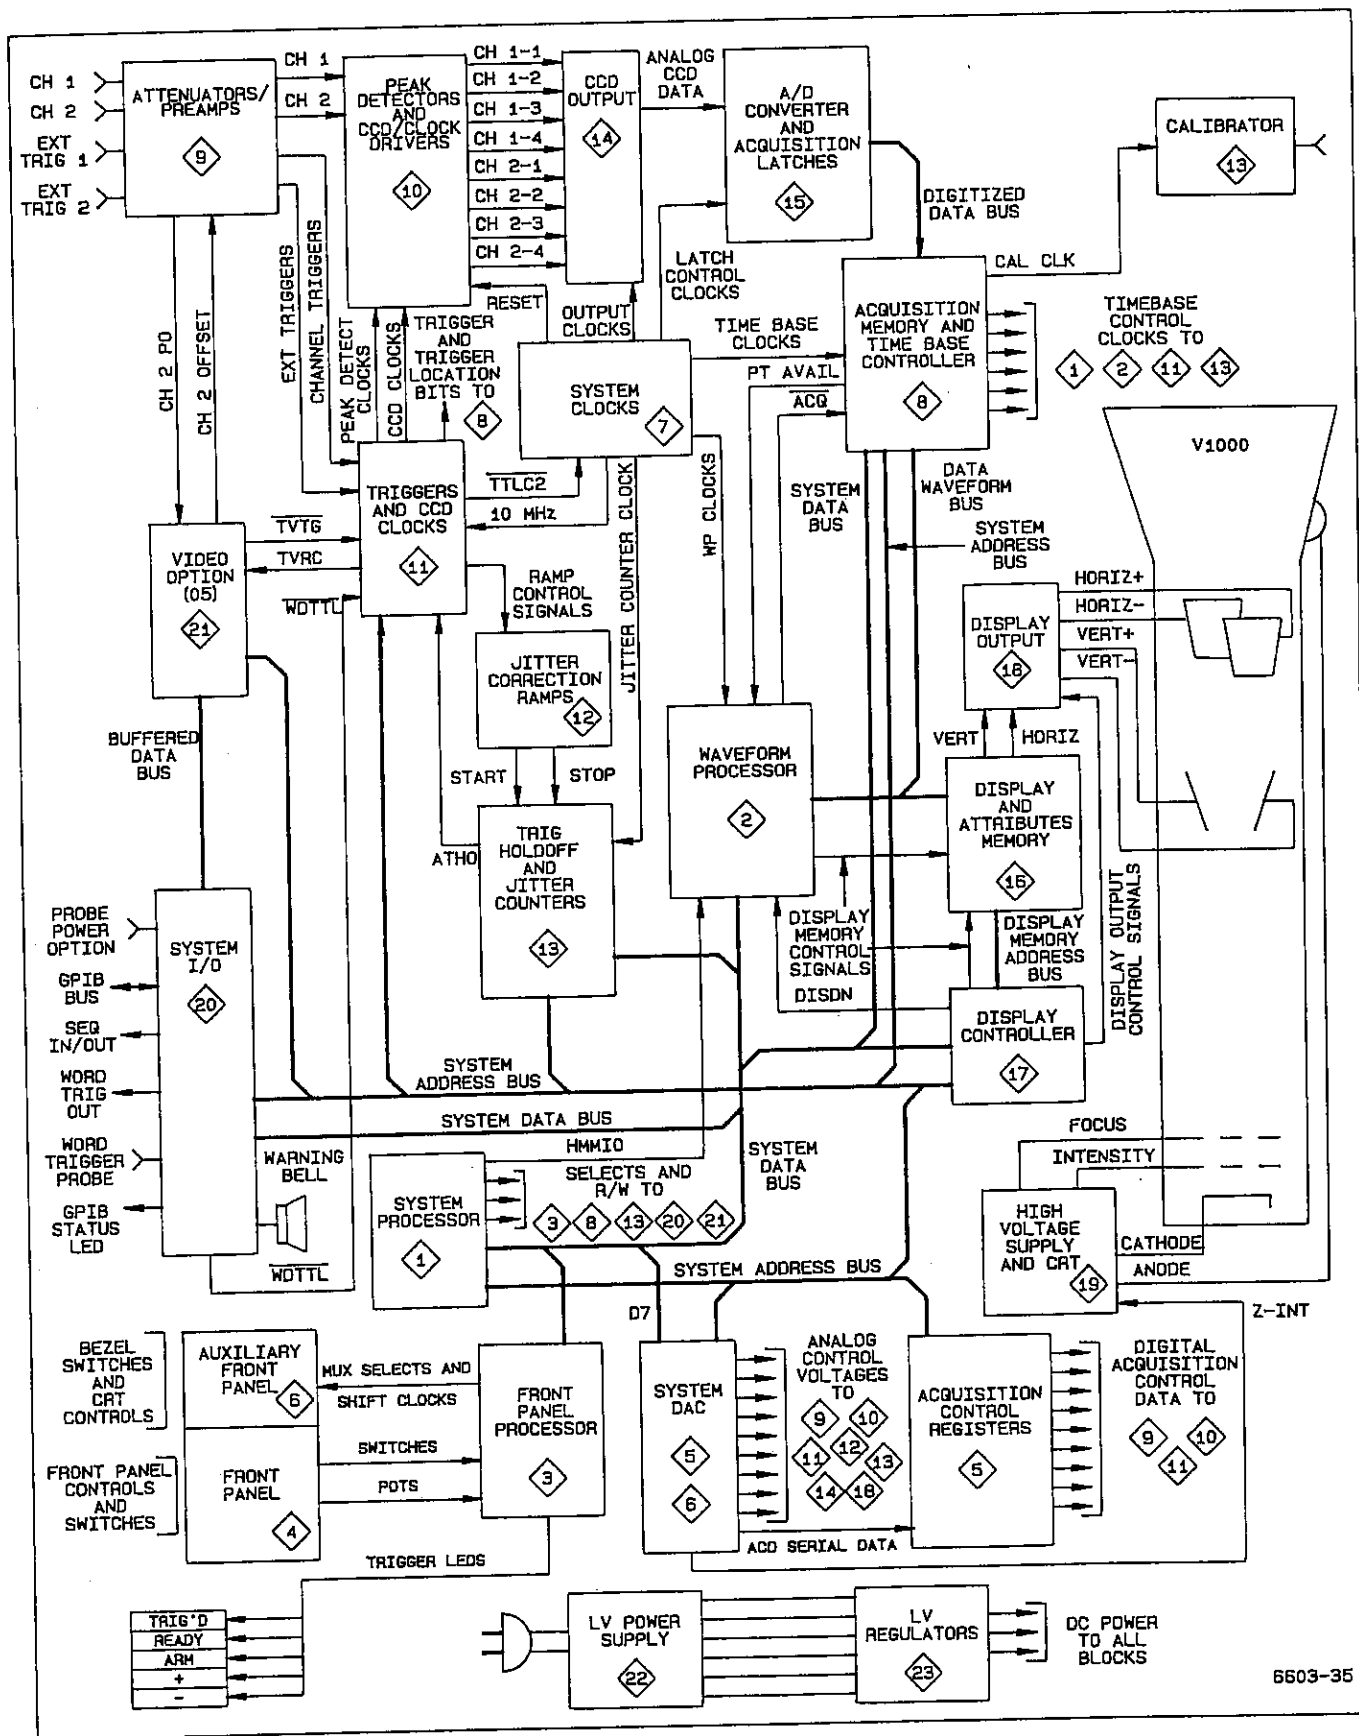 CH 1
CH 2
EXT
TRIG 1
EXT
TRIG 2
ATTENUATORS/
PREAMPS
9
CH 1
CH 2
PEAK
DETECTORS
AND
CCD/CLOCK
DRIVERS
10
CH 1-1
CH 1-2
CH 1-3
CH 1-4
CH 2-1
CH 2-2
CH 2-3
CH 2-4
CCD
OUTPUT
14
ANALOG
CCD
DATA
A/D
CONVERTER
AND
ACQUISITION
LATCHES
15
DIGITIZED
DATA BUS
CALIBRATOR
13
CAL CLK
CH 2 PO
CH 2 OFFSET
EXT TRIGGERS
CHANNEL TRIGGERS
PEAK DETECT
CLOCKS
CCD CLOCKS
TRIGGER
AND
TRIGGER
LOCATION
BITS TO
8
RESET
OUTPUT
CLOCKS
LATCH
CONTROL
CLOCKS
SYSTEM
CLOCKS
7
TIME BASE
CLOCKS
PT AVAIL
ACQ
ACQUISITION
MEMORY AND
TIME BASE
CONTROLLER
8
TIMEBASE
CONTROL
CLOCKS TO
1
2
11
13
V1000
TRIGGERS
AND CCD
CLOCKS
11
TTLC2
10 MHz
JITTER COUNTER CLOCK
WP CLOCKS
SYSTEM
DATA
BUS
DATA
WAVEFORM
BUS
SYSTEM
ADDRESS
BUS
VIDEO
OPTION
(05)
21
TVTG
TVRC
WDTTL
RAMP
CONTROL
SIGNALS
JITTER
CORRECTION
RAMPS
12
START
STOP
DISPLAY
OUTPUT
18
HORIZ+
HORIZ-
VERT+
VERT-
VERT
HORIZ
BUFFERED
DATA
BUS
WAVEFORM
PROCESSOR
2
DISPLAY
AND
ATTRIBUTES
MEMORY
16
ATHO
TRIG
HOLDOFF
AND
JITTER
COUNTERS
13
DISPLAY
MEMORY
CONTROL
SIGNALS
DISPLAY
MEMORY
ADDRESS
BUS
DISPLAY OUTPUT
CONTROL SIGNALS
DISDN
DISPLAY
CONTROLLER
17
PROBE
POWER
OPTION
GPIB
BUS
SEQ
IN/OUT
WORD
TRIG
OUT
WORD
TRIGGER
PROBE
GPIB
STATUS
LED
SYSTEM
I/O
20
SYSTEM
ADDRESS BUS
SYSTEM DATA BUS
WARNING
BELL
WDTTL
HMMIO
SYSTEM
PROCESSOR
1
SELECTS AND
R/W TO
3
8
13
20
21
SYSTEM
DATA
BUS
SYSTEM ADDRESS BUS
FOCUS
INTENSITY
HIGH
VOLTAGE
SUPPLY
AND CRT
19
CATHODE
ANODE
Z-INT
D7
BEZEL
SWITCHES
AND
CRT
CONTROLS
AUXILIARY
FRONT
PANEL
6
MUX SELECTS AND
SHIFT CLOCKS
FRONT PANEL
CONTROLS
AND
SWITCHES
FRONT
PANEL
4
SWITCHES
POTS
FRONT
PANEL
PROCESSOR
3
SYSTEM
DAC
5
6
ANALOG
CONTROL
VOLTAGES
TO
9
10
11
12
13
14
18
ACQUISITION
CONTROL
REGISTERS
5
DIGITAL
ACQUISITION
CONTROL
DATA TO
9
10
11
ACD SERIAL DATA
TRIGGER LEDS
TRIG'D
READY
ARM
+
-
LV POWER
SUPPLY
22
LV
REGULATORS
23
DC POWER
TO ALL
BLOCKS
6603-35